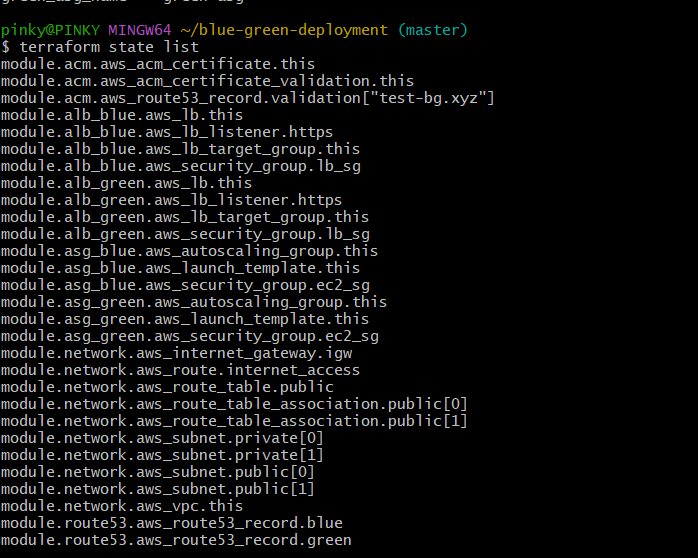 pinky@PINKY MINGW64 ~/blue-green-deployment (master)
$ terraform state list
module.acm.aws_acm_certificate.this
module.acm.aws_acm_certificate_validation.this
module.acm.aws_route53_record.validation["test-bg.xyz"]
module.alb_blue.aws_lb.this
module.alb_blue.aws_lb_listener.https
module.alb_blue.aws_lb_target_group.this
module.alb_blue.aws_security_group.lb_sg
module.alb_green.aws_lb.this
module.alb_green.aws_lb_listener.https
module.alb_green.aws_lb_target_group.this
module.alb_green.aws_security_group.lb_sg
module.asg_blue.aws_autoscaling_group.this
module.asg_blue.aws_launch_template.this
module.asg_blue.aws_security_group.ec2_sg
module.asg_green.aws_autoscaling_group.this
module.asg_green.aws_launch_template.this
module.asg_green.aws_security_group.ec2_sg
module.network.aws_internet_gateway.igw
module.network.aws_route.internet_access
module.network.aws_route_table.public
module.network.aws_route_table_association.public[0]
module.network.aws_route_table_association.public[1]
module.network.aws_subnet.private[0]
module.network.aws_subnet.private[1]
module.network.aws_subnet.public[0]
module.network.aws_subnet.public[1]
module.network.aws_vpc.this
module.route53.aws_route53_record.blue
module.route53.aws_route53_record.green